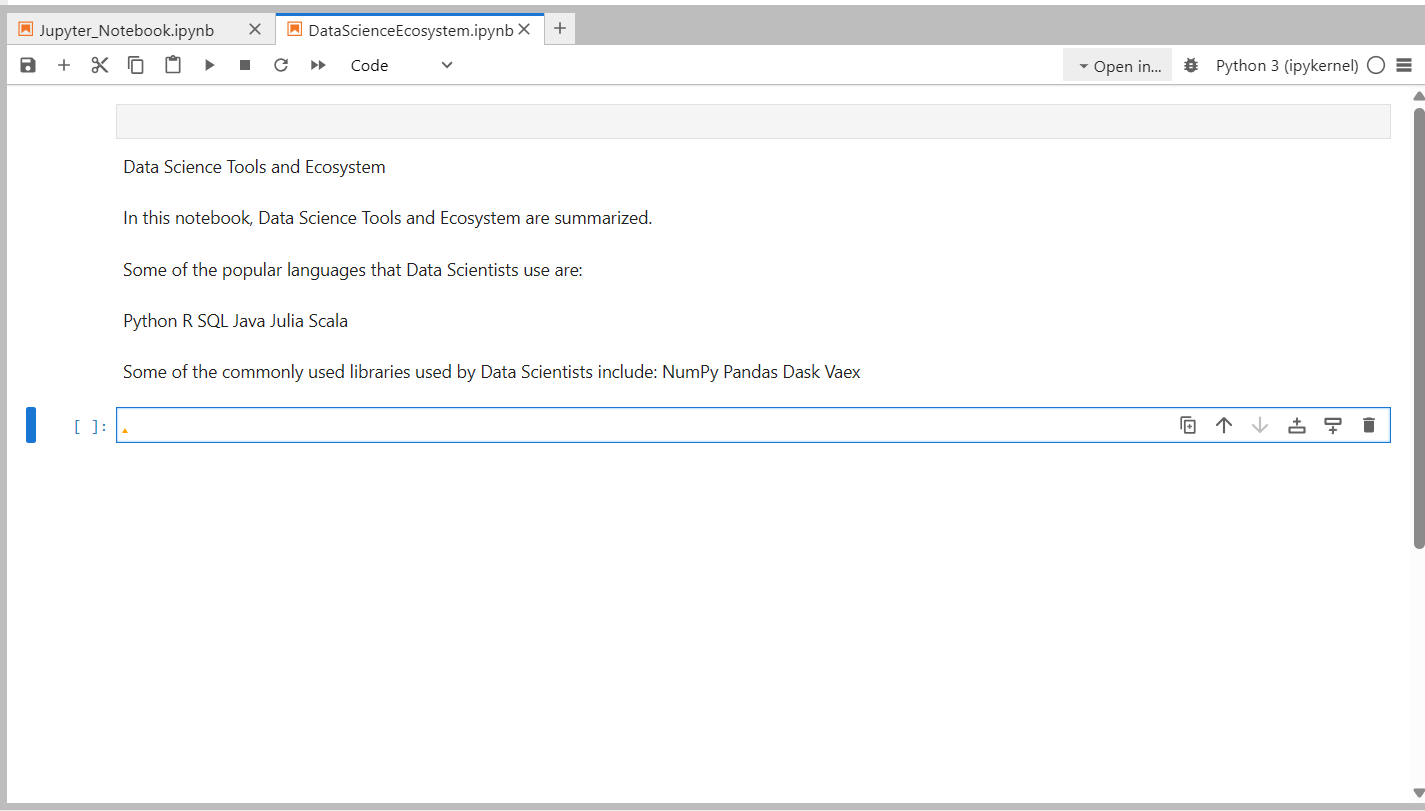 Jupyter_Notebook.ipynb DataScienceEcosystem.ipynb
Code Open in... Python 3 (ipykernel)
Data Science Tools and Ecosystem
In this notebook, Data Science Tools and Ecosystem are summarized.
Some of the popular languages that Data Scientists use are:
Python R SQL Java Julia Scala
Some of the commonly used libraries used by Data Scientists include: NumPy Pandas Dask Vaex
[ ]: